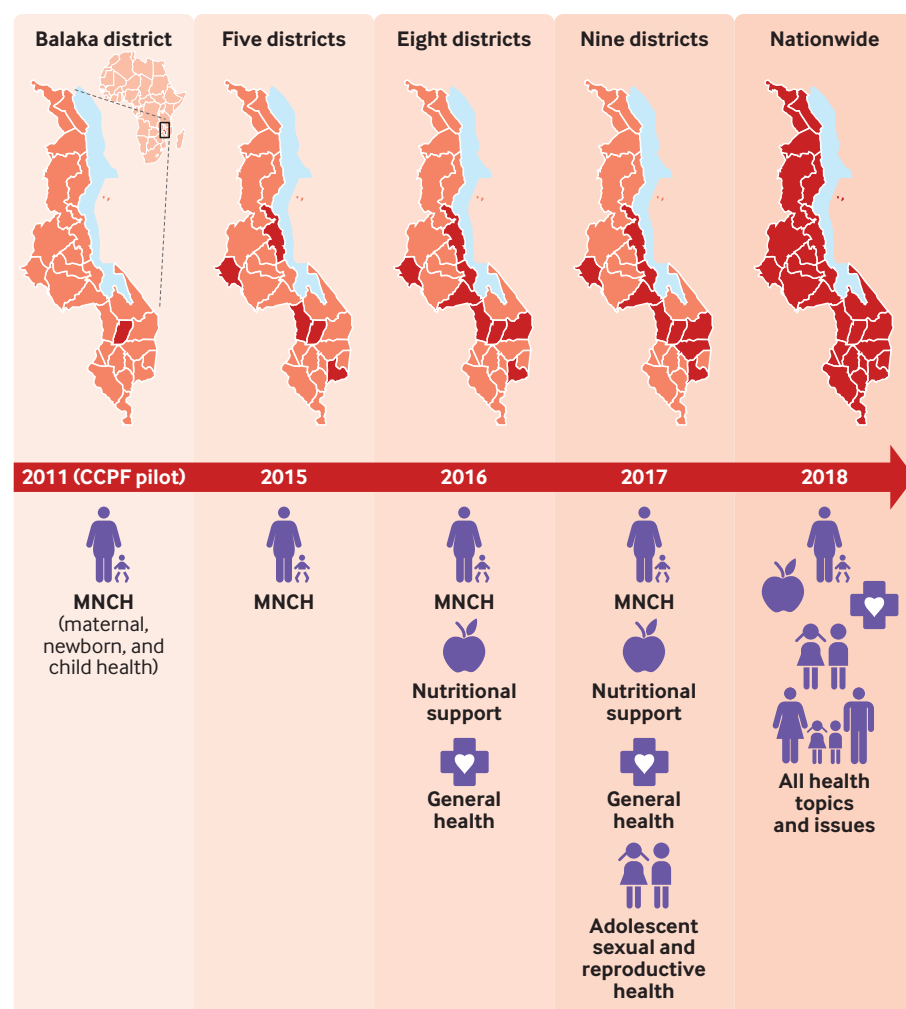 Balaka district
Five districts
Eight districts
Nine districts
Nationwide
2011 (CCPF pilot)
2015
2016
2017
2018
MNCH
(maternal,
newborn, and
child health)
MNCH
MNCH
Nutritional
support
General
health
MNCH
Nutritional
support
General
health
Adolescent
sexual and
reproductive
health
All health
topics
and issues